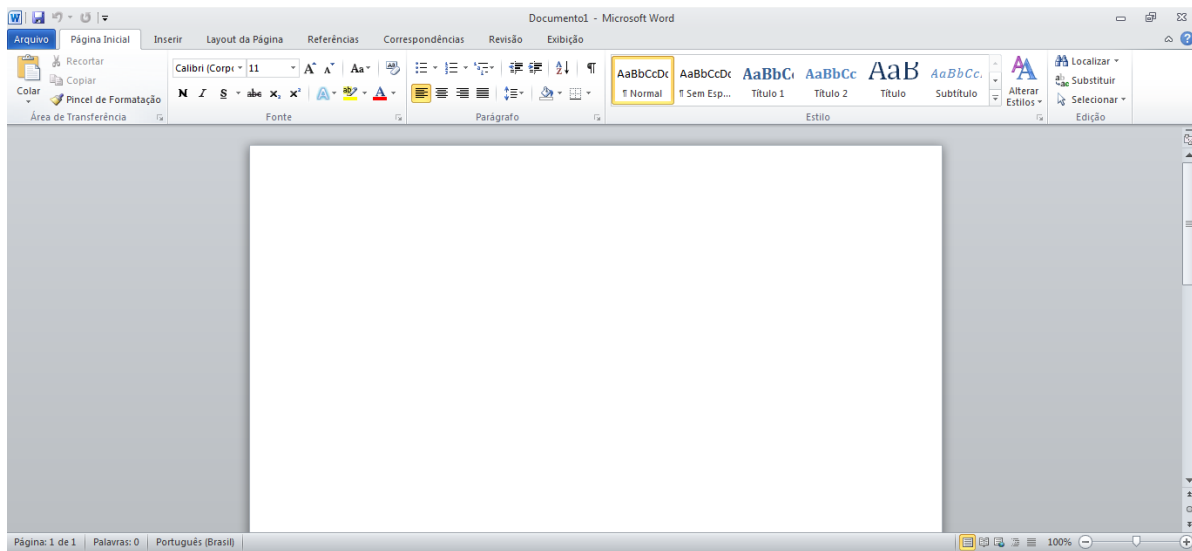 Documento1 - Microsoft Word
Arquivo Página Inicial Inserir Layout da Página Referências Correspondências Revisão Exibição
Colar
Recortar
Copiar
Pincel de Formatação
Área de Transferência
Calibri (Corpo 11
N I S abc x₂ x² Aa A
Fonte
Parágrafo
AaBbCcDc AaBbCcDc AaBbC AaBbCc AaB AaBbCc.
¶ Normal ¶ Sem Esp... Título 1 Título 2 Título Subtítulo
Alterar
Estilos
Estilo
Localizar
Substituir
Selecionar
Edição
Página: 1 de 1 Palavras: 0 Português (Brasil) 100%